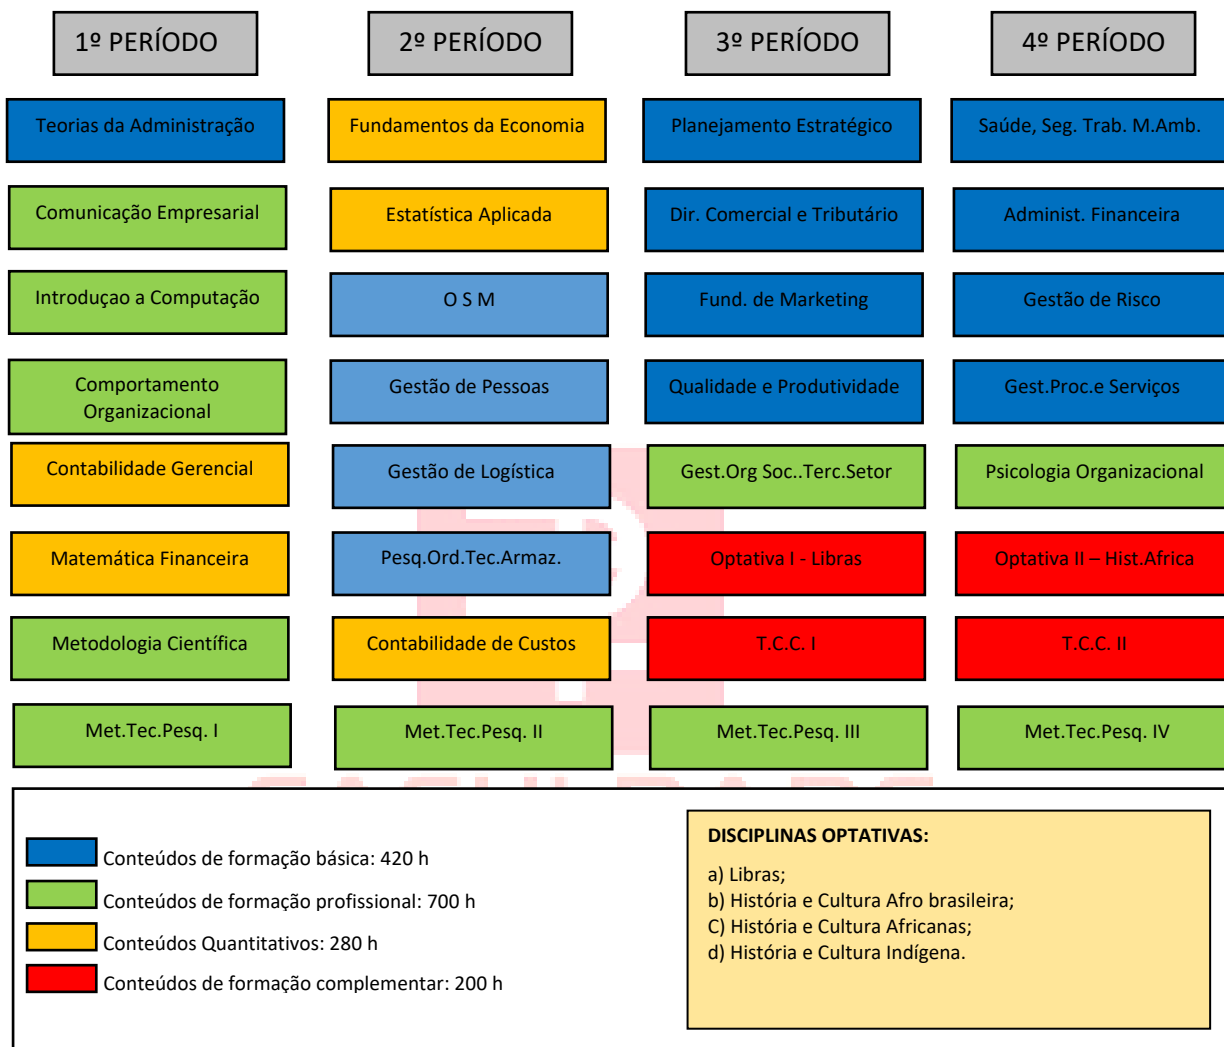 1º PERÍODO
2º PERÍODO
3º PERÍODO
4º PERÍODO
Teorias da Administração
Fundamentos da Economia
Planejamento Estratégico
Saúde, Seg. Trab. M.Amb.
Comunicação Empresarial
Estatística Aplicada
Dir. Comercial e Tributário
Administ. Financeira
Introduçao a Computação
O S M
Fund. de Marketing
Gestão de Risco
Comportamento
Organizacional
Gestão de Pessoas
Qualidade e Produtividade
Gest.Proc.e Serviços
Contabilidade Gerencial
Gestão de Logística
Gest.Org Soc..Terc.Setor
Psicologia Organizacional
Matemática Financeira
Pesq.Ord.Tec.Armaz.
Optativa I - Libras
Optativa II – Hist.Africa
Metodologia Científica
Contabilidade de Custos
T.C.C. I
T.C.C. II
Met.Tec.Pesq. I
Met.Tec.Pesq. II
Met.Tec.Pesq. III
Met.Tec.Pesq. IV
Conteúdos de formação básica: 420 h
Conteúdos de formação profissional: 700 h
Conteúdos Quantitativos: 280 h
Conteúdos de formação complementar: 200 h
DISCIPLINAS OPTATIVAS:
a) Libras;
b) História e Cultura Afro brasileira;
C) História e Cultura Africanas;
d) História e Cultura Indígena.